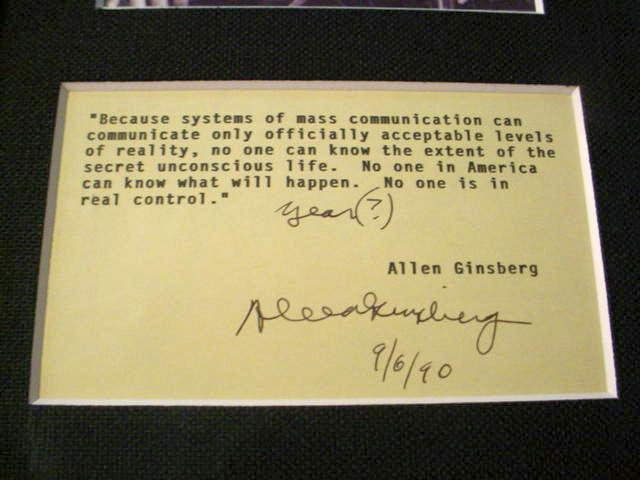 "Because systems of mass communication can
communicate only officially acceptable levels
of reality, no one can know the extent of the
secret unconscious life.  No one in America
can know what will happen.  No one is in
real control."
year(?)
Allen Ginsberg
Allen Ginsberg
9/6/90